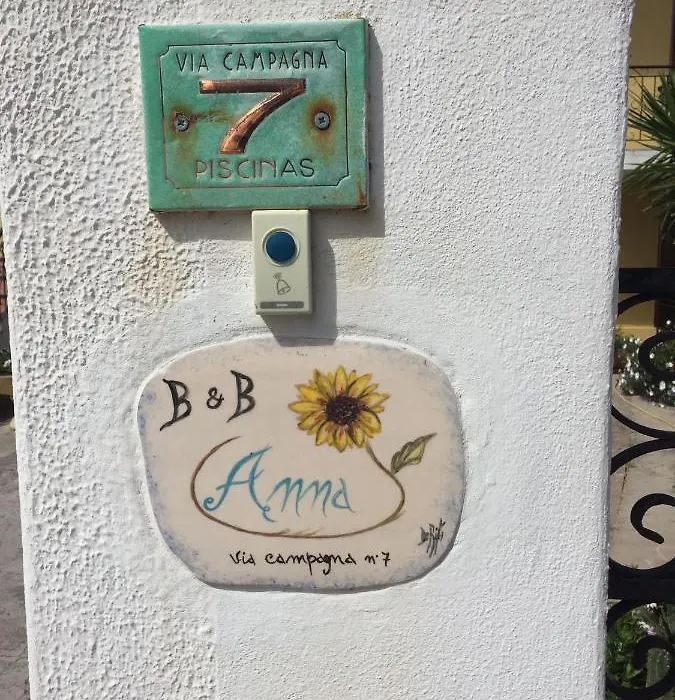 VIA CAMPAGNA
7
PISCINAS
B & B
Anna
Via campagna n·7